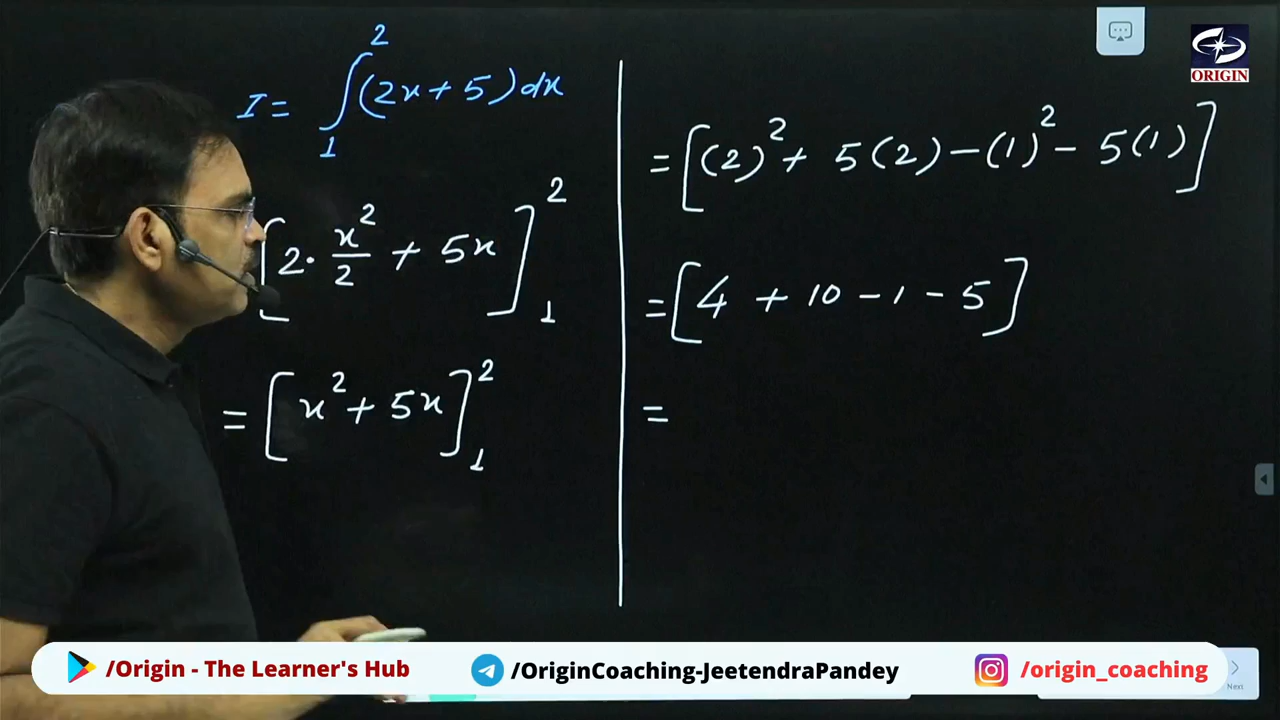 I = ∫₁² (2x + 5) dx
[2 · x²/2 + 5x]₁²
= [x² + 5x]₁²
= [(2)² + 5(2) – (1)² – 5(1)]
= [4 + 10 – 1 – 5]
=
ORIGIN
/Origin - The Learner's Hub
/OriginCoaching-JeetendraPandey
/origin_coaching
Next